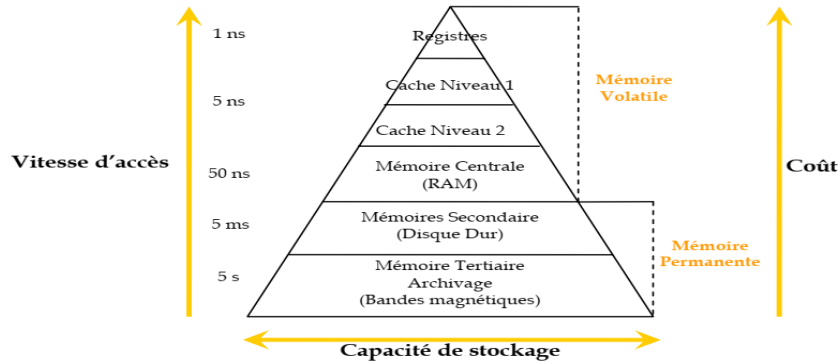 1 ns
Registres
Cache Niveau 1
Mémoire
Volatile
5 ns
Cache Niveau 2
Vitesse d’accès
50 ns
Mémoire Centrale
(RAM)
Coût
5 ms
Mémoires Secondaire
(Disque Dur)
Mémoire
Permanente
5 s
Mémoire Tertiaire
Archivage
(Bandes magnétiques)
Capacité de stockage